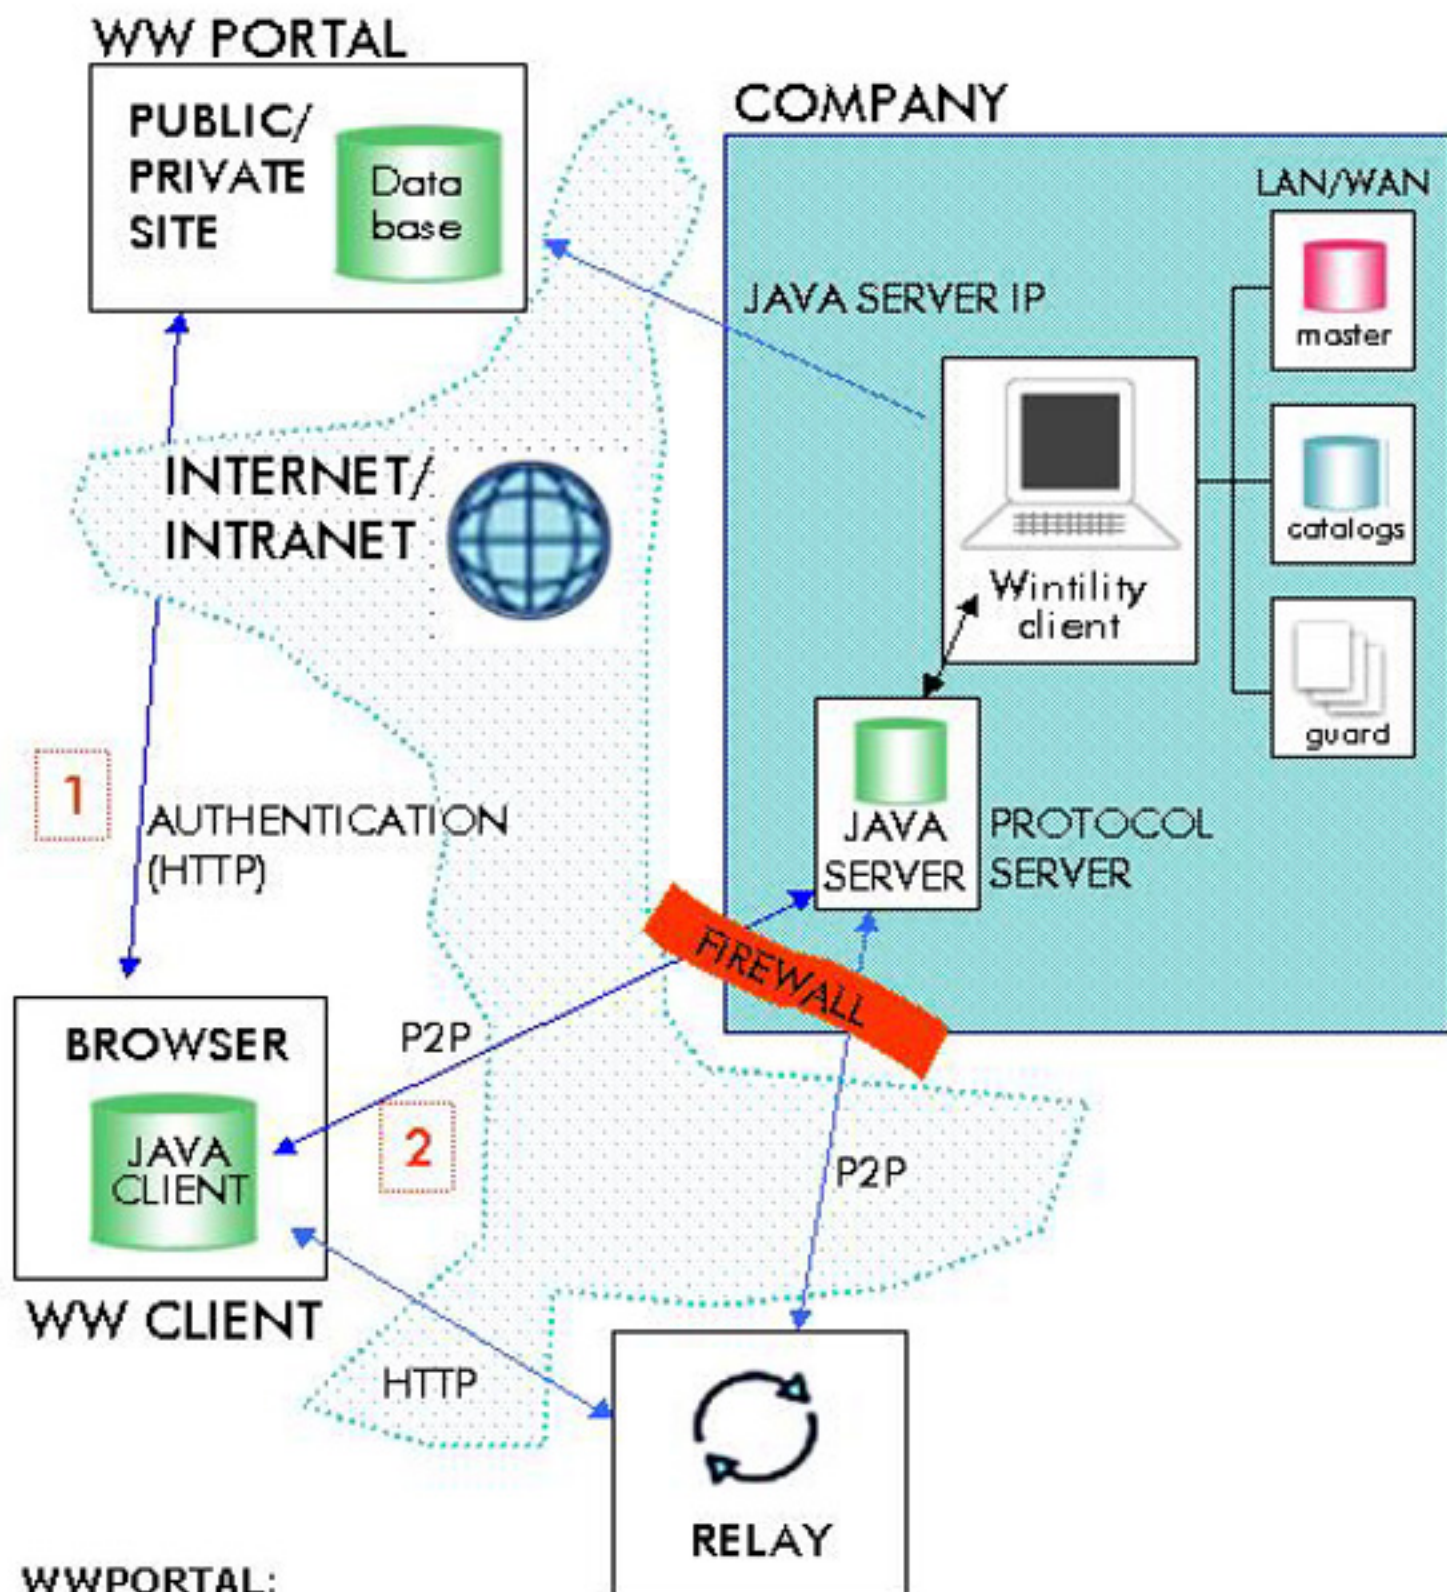 WW PORTAL
PUBLIC/
PRIVATE
SITE
Data
base
COMPANY
LAN/WAN
master
JAVA SERVER IP
catalogs
Wintility
client
guard
INTERNET/
INTRANET
1
AUTHENTICATION
(HTTP)
JAVA
SERVER
PROTOCOL
SERVER
FIREWALL
P2P
2
BROWSER
JAVA
CLIENT
WW CLIENT
P2P
HTTP
RELAY
WWPORTAL: